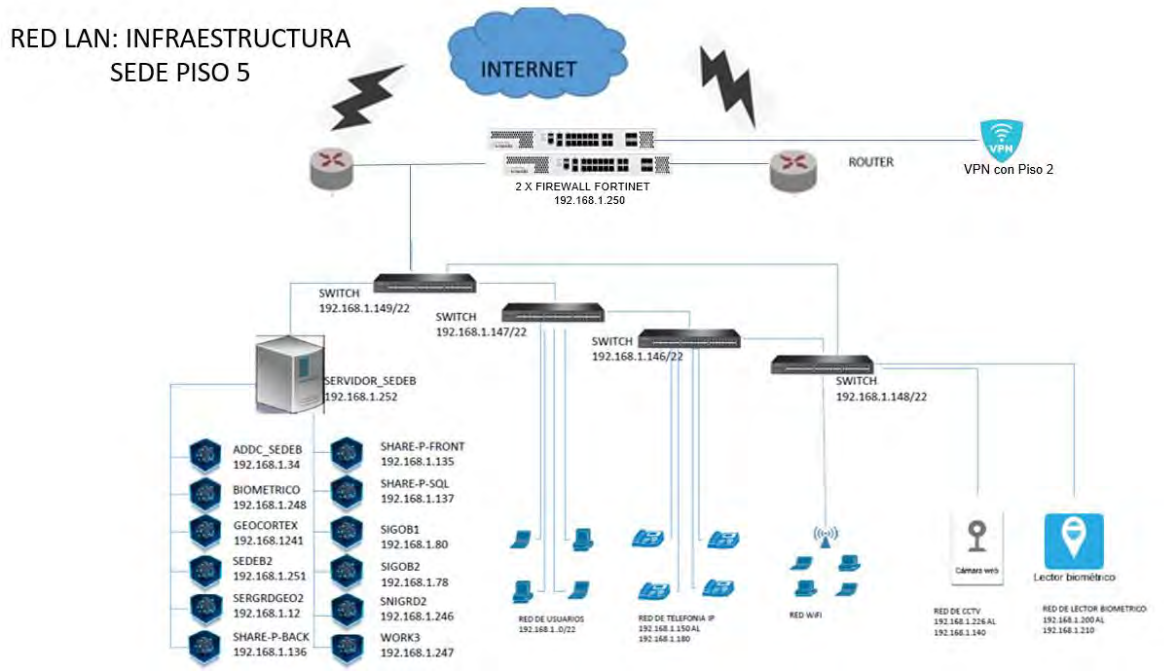 RED LAN: INFRAESTRUCTURA
SEDE PISO 5
INTERNET
VPN
VPN con Piso 2
ROUTER
2 X FIREWALL FORTINET
192.168.1.250
SWITCH
192.168.1.149/22
SWITCH
192.168.1.147/22
SWITCH
192.168.1.146/22
SWITCH
192.168.1.148/22
SERVIDOR_SEDEB
192.168.1.252
ADDC_SEDEB
192.168.1.34
BIOMETRICO
192.168.1.248
GEOCORTEX
192.168.1241
SEDEB2
192.168.1.251
SERGRDGEO2
192.168.1.12
SHARE-P-BACK
192.168.1.136
SHARE-P-FRONT
192.168.1.135
SHARE-P-SQL
192.168.1.137
SIGOB1
192.168.1.80
SIGOB2
192.168.1.78
SNIGRD2
192.168.1.246
WORK3
192.168.1.247
RED DE USUARIOS
192.168.1..0/22
RED DE TELEFONIA IP
192.168.1.150 AL
192.168.1.180
RED WIFI
Cámara web
RED DE CCTV
192.168.1.226 AL
192.168.1.140
Lector biométrico
RED DE LECTOR BIOMETRICO
192.168.1.200 AL
192.168.1.210